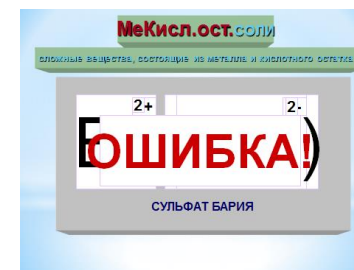 МеКисл.ост.соли
сложные вещества, состоящие из металла и кислотного остатка
2+ 2-
ОШИБКА!)
СУЛЬФАТ БАРИЯ